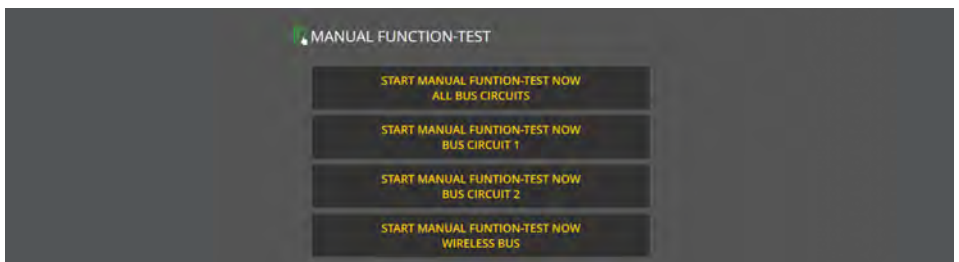 MANUAL FUNCTION-TEST
START MANUAL FUNTION-TEST NOW
ALL BUS CIRCUITS
START MANUAL FUNTION-TEST NOW
BUS CIRCUIT 1
START MANUAL FUNTION-TEST NOW
BUS CIRCUIT 2
START MANUAL FUNTION-TEST NOW
WIRELESS BUS